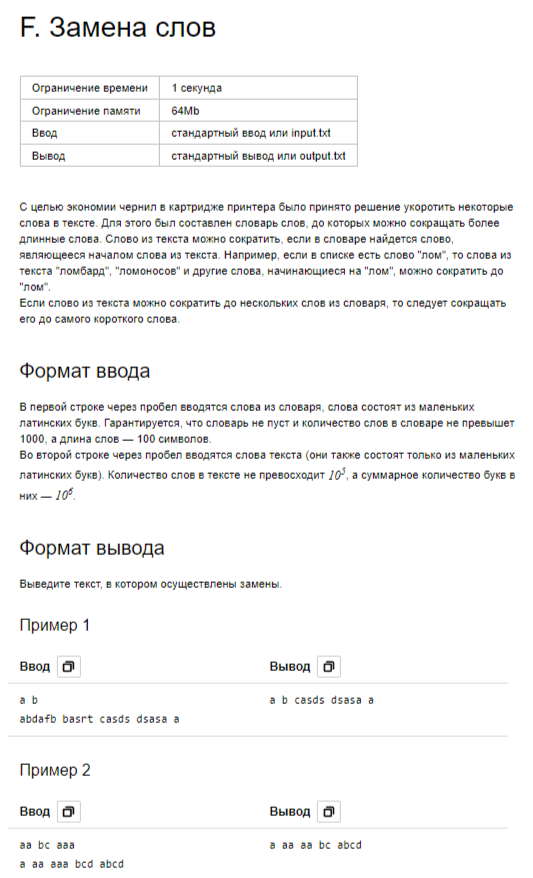 F. Замена слов
Ограничение времени 1 секунда
Ограничение памяти 64Mb
Ввод стандартный ввод или input.txt
Вывод стандартный вывод или output.txt
С целью экономии чернил в картридже принтера было принято решение укоротить некоторые
слова в тексте. Для этого был составлен словарь слов, до которых можно сокращать более
длинные слова. Слово из текста можно сократить, если в словаре найдется слово,
являющееся началом слова из текста. Например, если в списке есть слово "лом", то слова из
текста "ломбард", "ломоносов" и другие слова, начинающиеся на "лом", можно сократить до
"лом".
Если слово из текста можно сократить до нескольких слов из словаря, то следует сокращать
его до самого короткого слова.
Формат ввода
В первой строке через пробел вводятся слова из словаря, слова состоят из маленьких
латинских букв. Гарантируется, что словарь не пуст и количество слов в словаре не превышет
1000, а длина слов — 100 символов.
Во второй строке через пробел вводятся слова текста (они также состоят только из маленьких
латинских букв). Количество слов в тексте не превосходит 10^5, а суммарное количество букв в
них — 10^6.
Формат вывода
Выведите текст, в котором осуществлены замены.
Пример 1
Ввод Вывод
a b a b casds dsasa a
abdafb basrt casds dsasa a
Пример 2
Ввод Вывод
aa bc aaa a aa aa bc abcd
a aa aaa bcd abcd